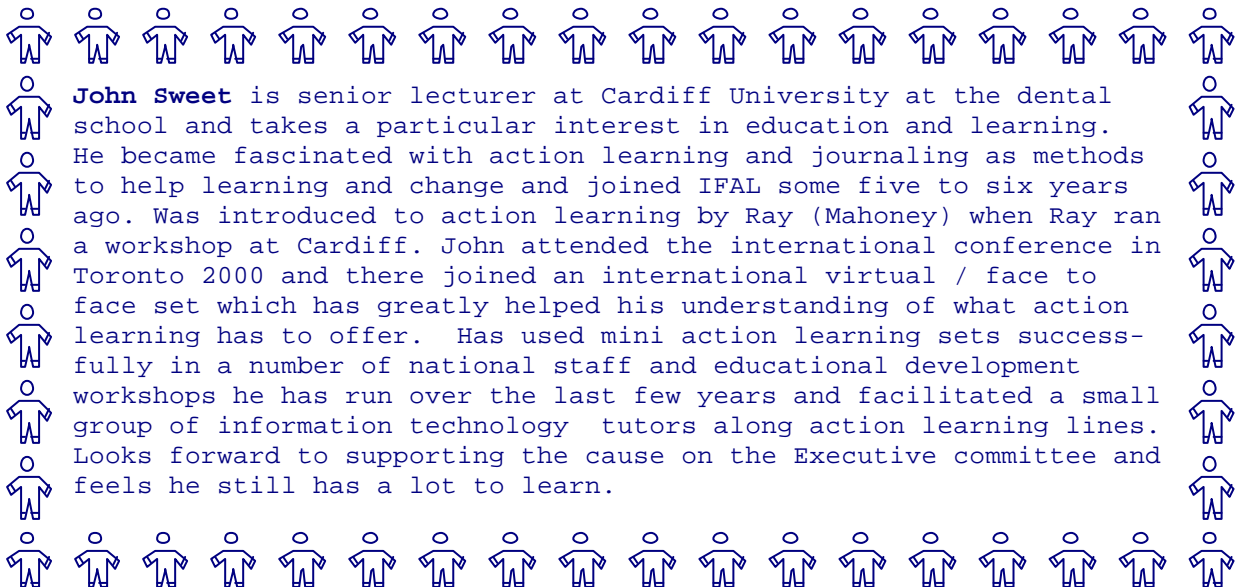 John Sweet is senior lecturer at Cardiff University at the dental
school and takes a particular interest in education and learning.
He became fascinated with action learning and journaling as methods
to help learning and change and joined IFAL some five to six years
ago. Was introduced to action learning by Ray (Mahoney) when Ray ran
a workshop at Cardiff. John attended the international conference in
Toronto 2000 and there joined an international virtual / face to
face set which has greatly helped his understanding of what action
learning has to offer.  Has used mini action learning sets success-
fully in a number of national staff and educational development
workshops he has run over the last few years and facilitated a small
group of information technology  tutors along action learning lines.
Looks forward to supporting the cause on the Executive committee and
feels he still has a lot to learn.